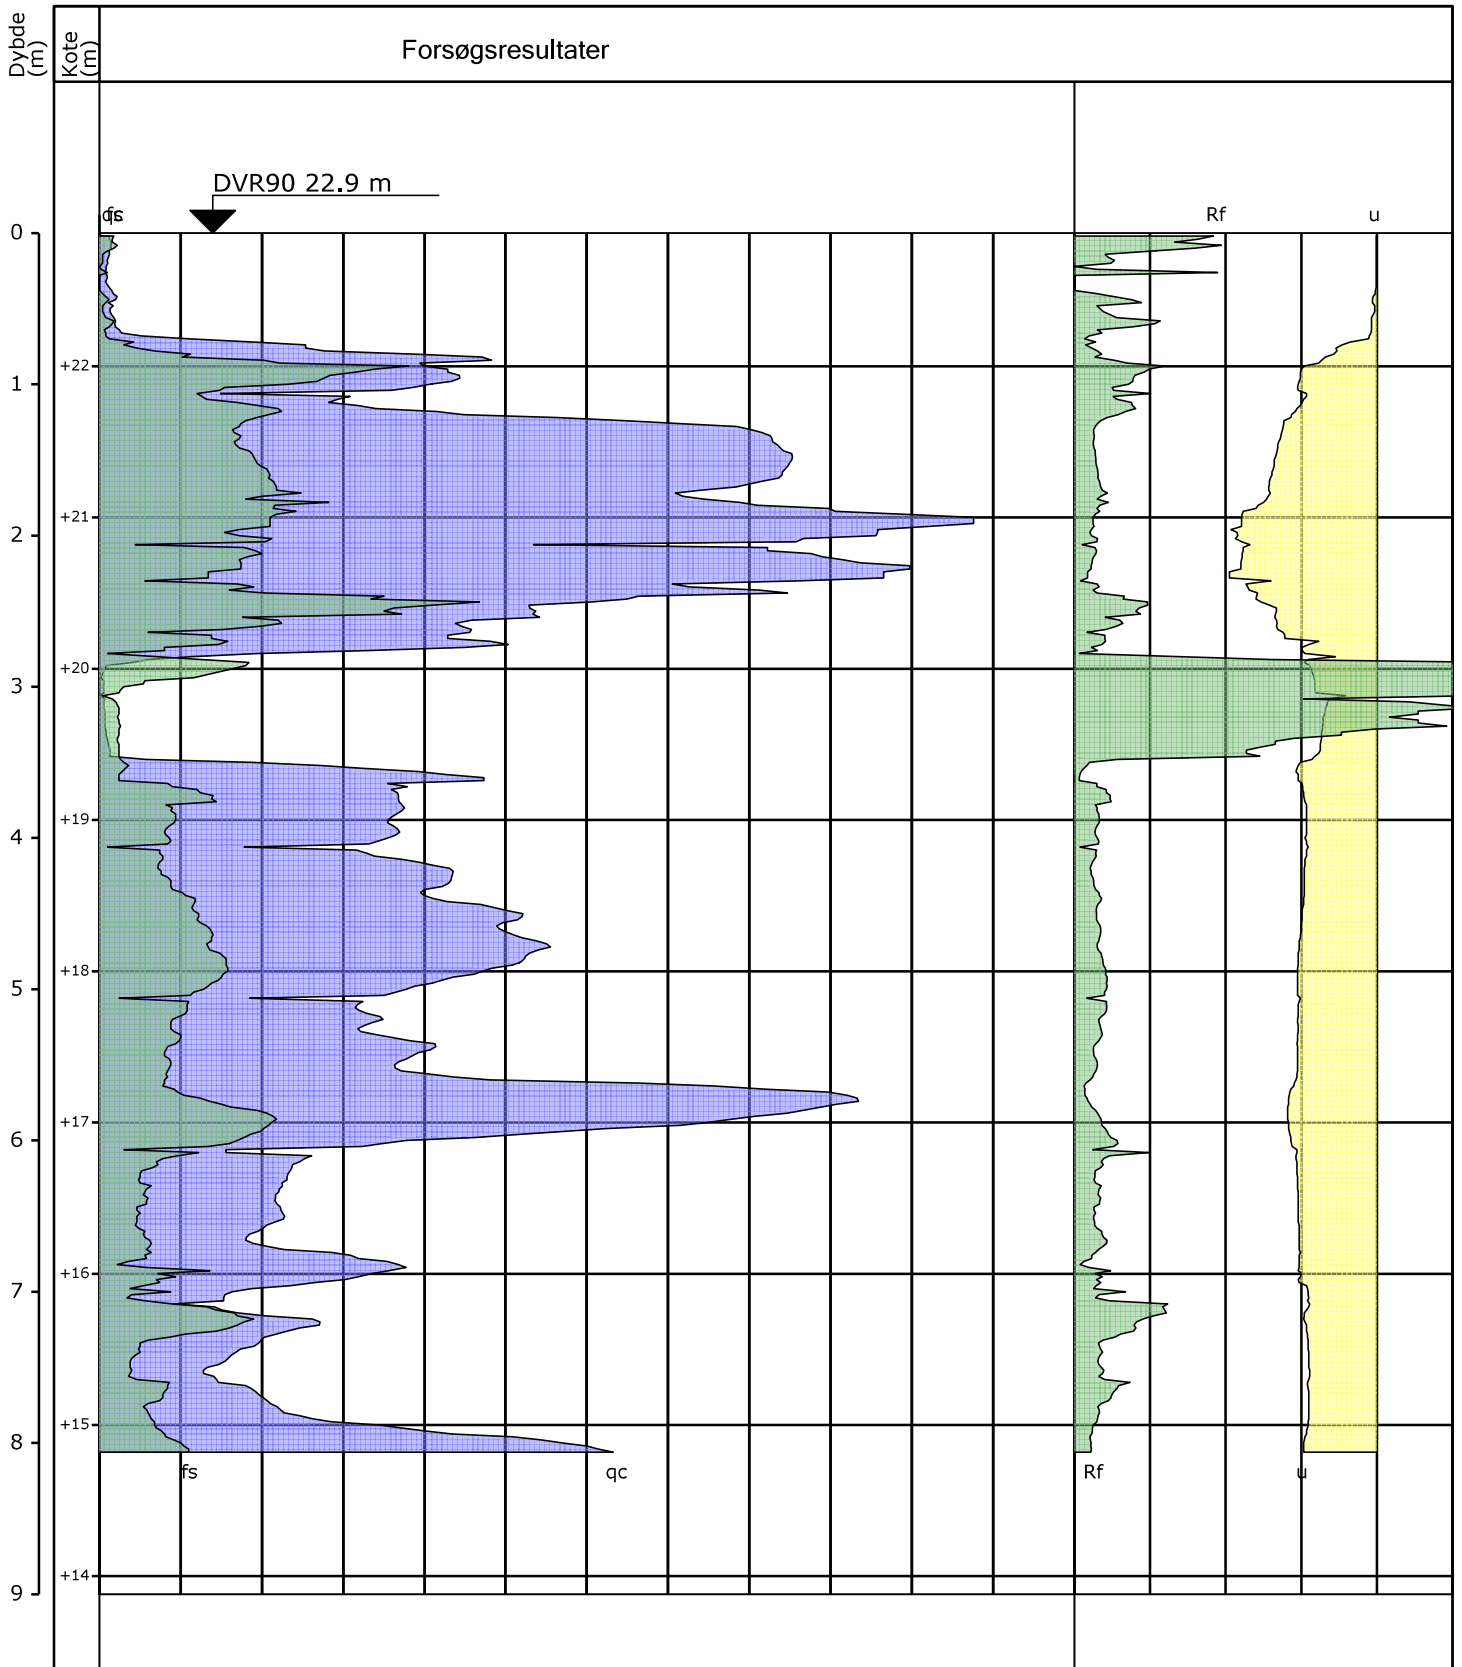 Dybde
(m)
Kote
(m)
Forsøgsresultater
DVR90 22.9 m
qc
fs
Rf
u
0
+22
1
+21
2
+20
3
+19
4
+18
5
+17
6
+16
7
+15
8
fs
qc
Rf
u
+14
9